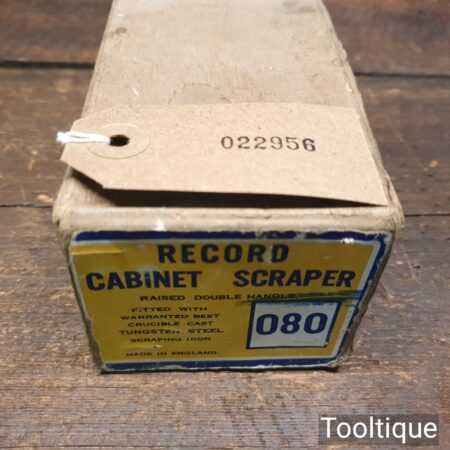 022956
RECORD
CABINET SCRAPER
RAISED DOUBLE HANDLE
FITTED WITH
WARRANTED BEST
CRUCIBLE CAST
TUNGSTEN STEEL
SCRAPING IRON
MADE IN ENGLAND
080
Tooltique